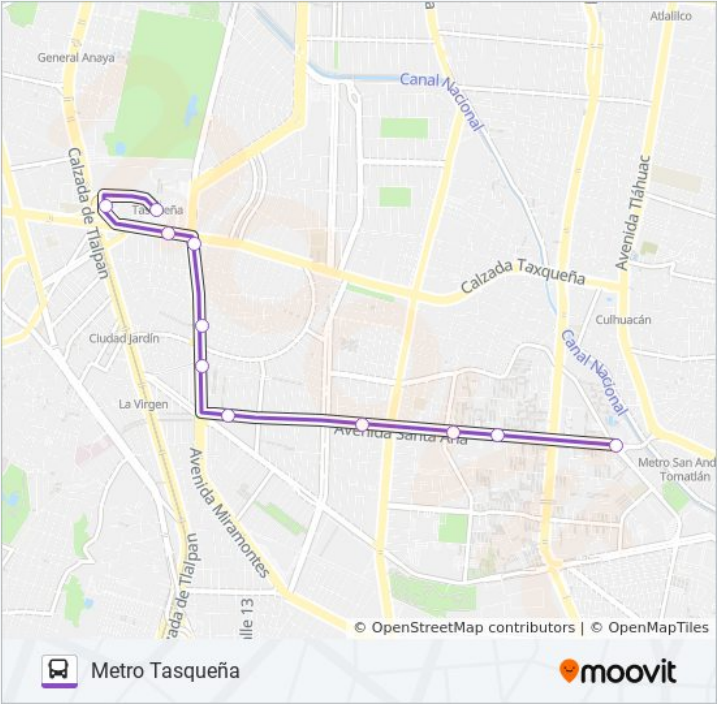 Atlalilco
General Anaya
Canal Nacional
Calzada de Tlalpan
Avenida Tláhuac
Calzada Taxqueña
Culhuacán
Ciudad Jardín
Canal Nacional
La Virgen
Avenida Santa Ana
Metro San And
Tomatlán
Avenida Miramontes
zada de Tlalpan
alle 13
© OpenStreetMap contributors | © OpenMapTiles
Metro Tasqueña
moovit